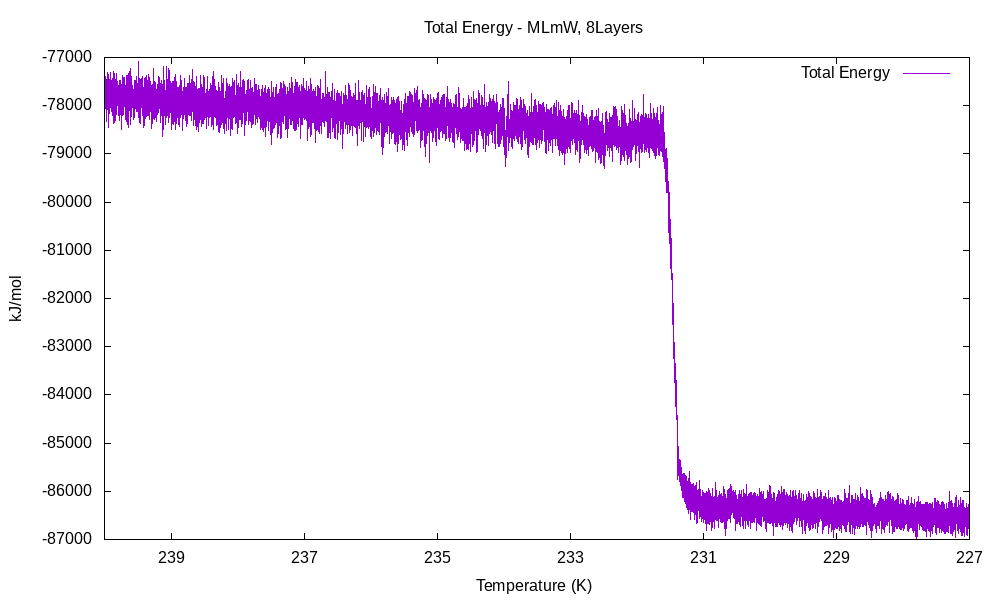 Total Energy - MLmW, 8Layers
-77000
Total Energy
-78000
-79000
-80000
-81000
kJ/mol
-82000
-83000
-84000
-85000
-86000
-87000
239 237 235 233 231 229 227
Temperature (K)